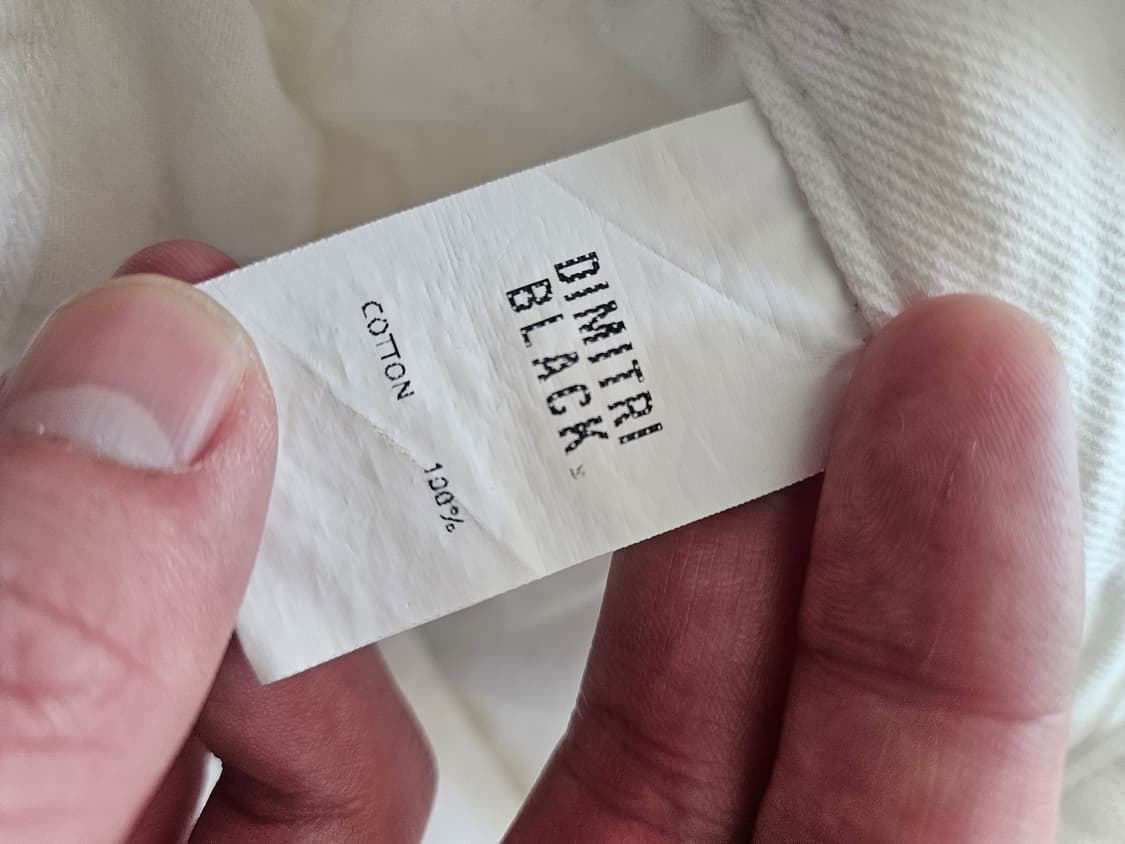 DIMITRI
BLACK
COTTON 100%